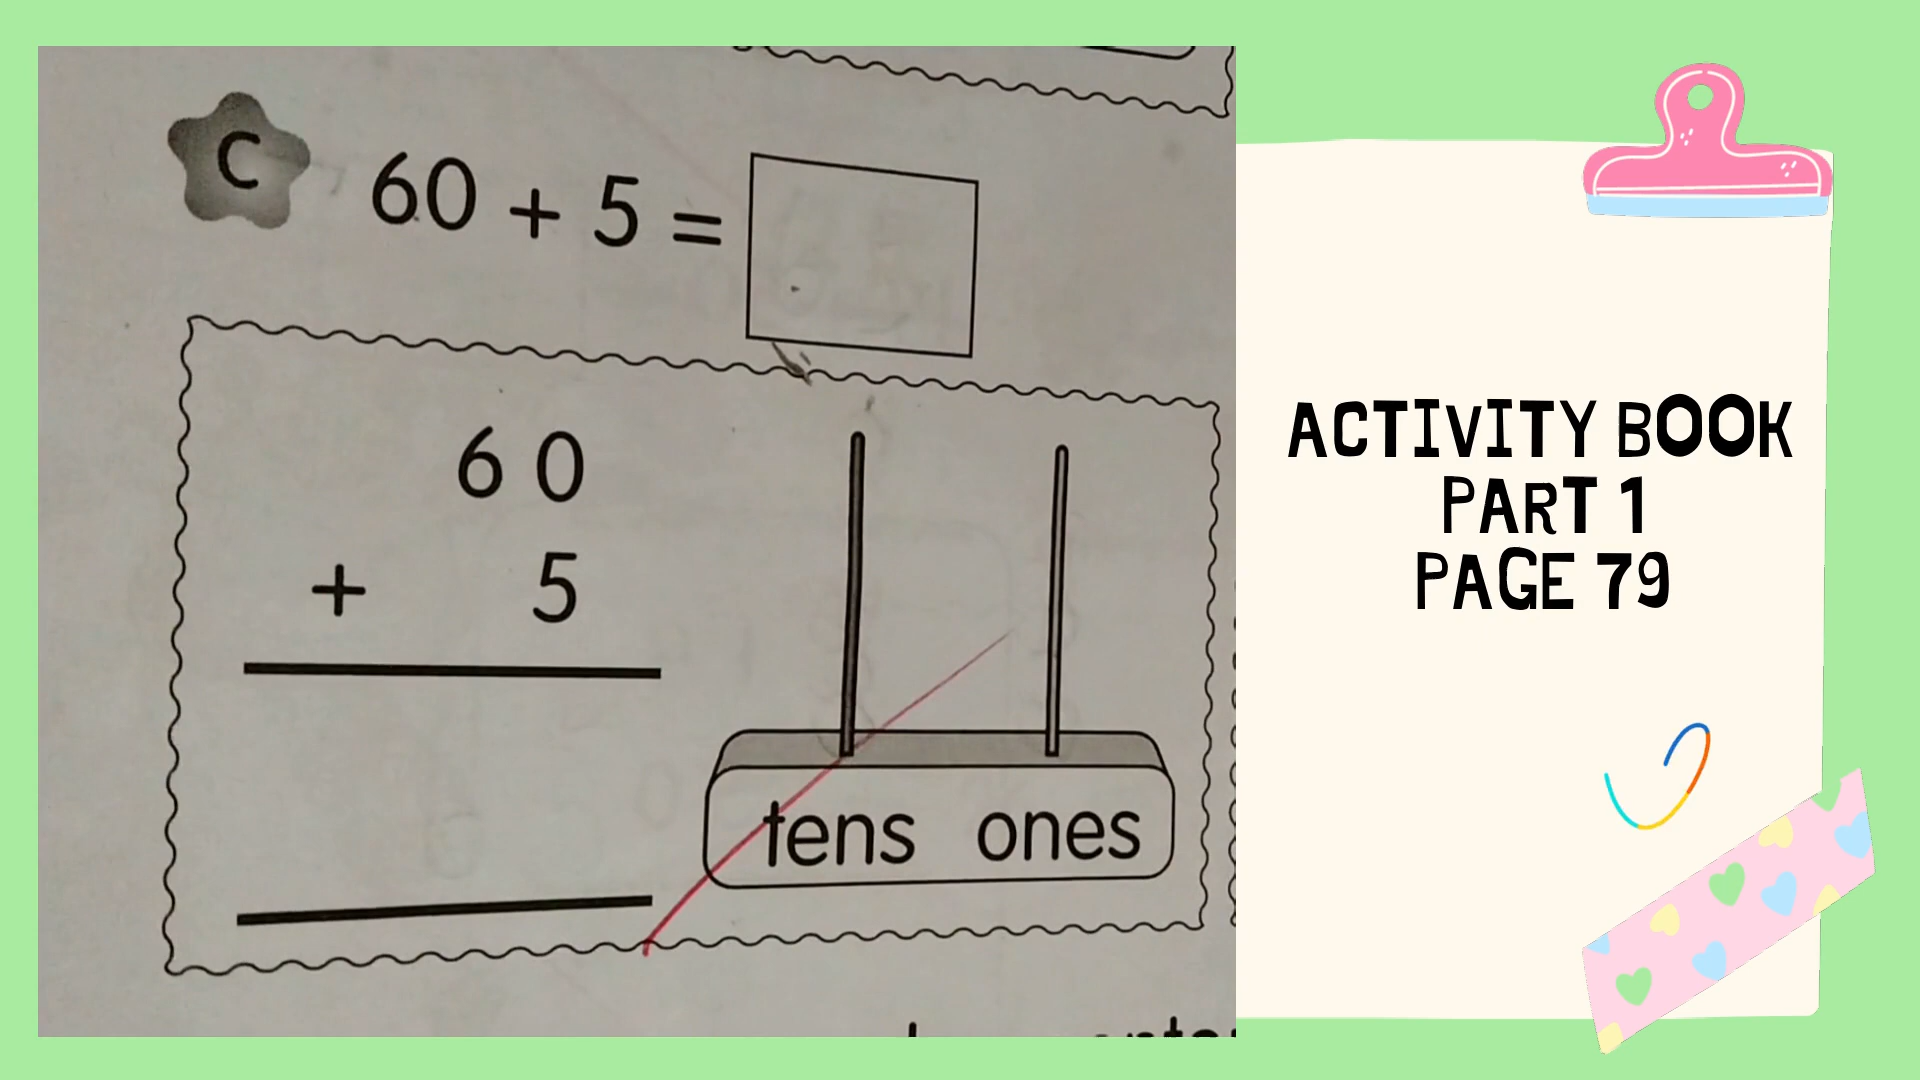 C 60 + 5 =
6 0
+ 5
tens ones
ACTIVITY BOOK
PART 1
PAGE 79